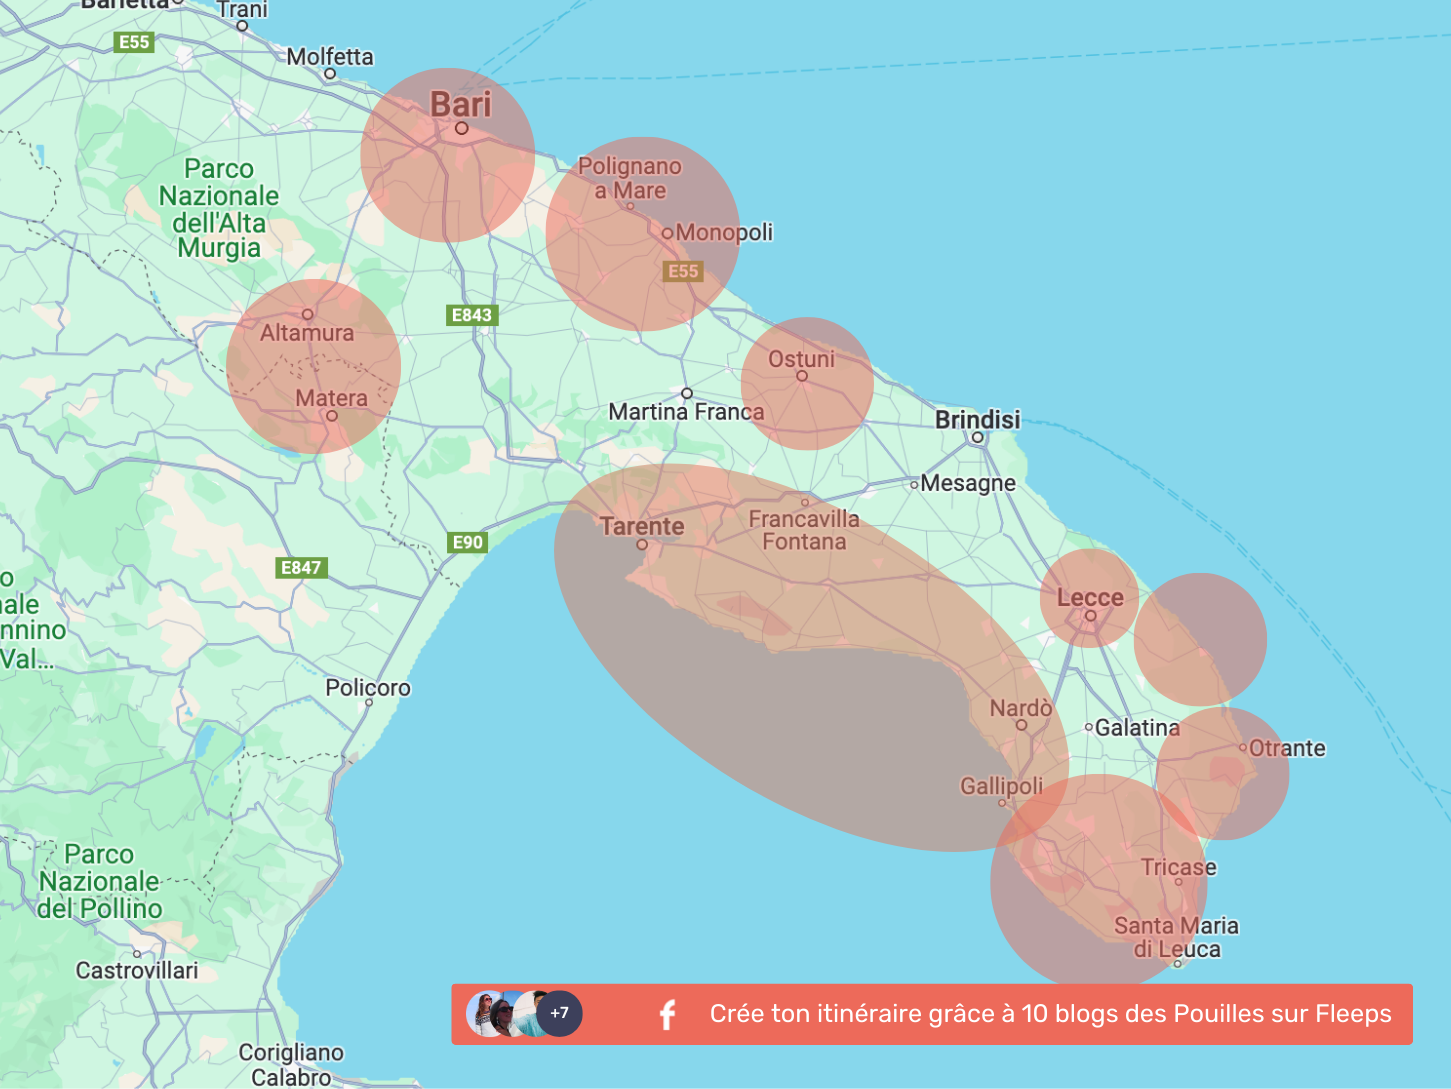 Barletta
Trani
E55
Molfetta
Bari
Parco
Nazionale
dell'Alta
Murgia
Polignano
a Mare
Monopoli
E55
E843
Altamura
Matera
Ostuni
Martina Franca
Brindisi
Mesagne
Tarente
Francavilla
Fontana
E90
E847
o
nale
nnino
Val...
Lecce
Policoro
Nardò
Galatina
Otrante
Gallipoli
Parco
Nazionale
del Pollino
Tricase
Santa Maria
di Leuca
Castrovillari
+7
f Crée ton itinéraire grâce à 10 blogs des Pouilles sur Fleeps
Corigliano
Calabro